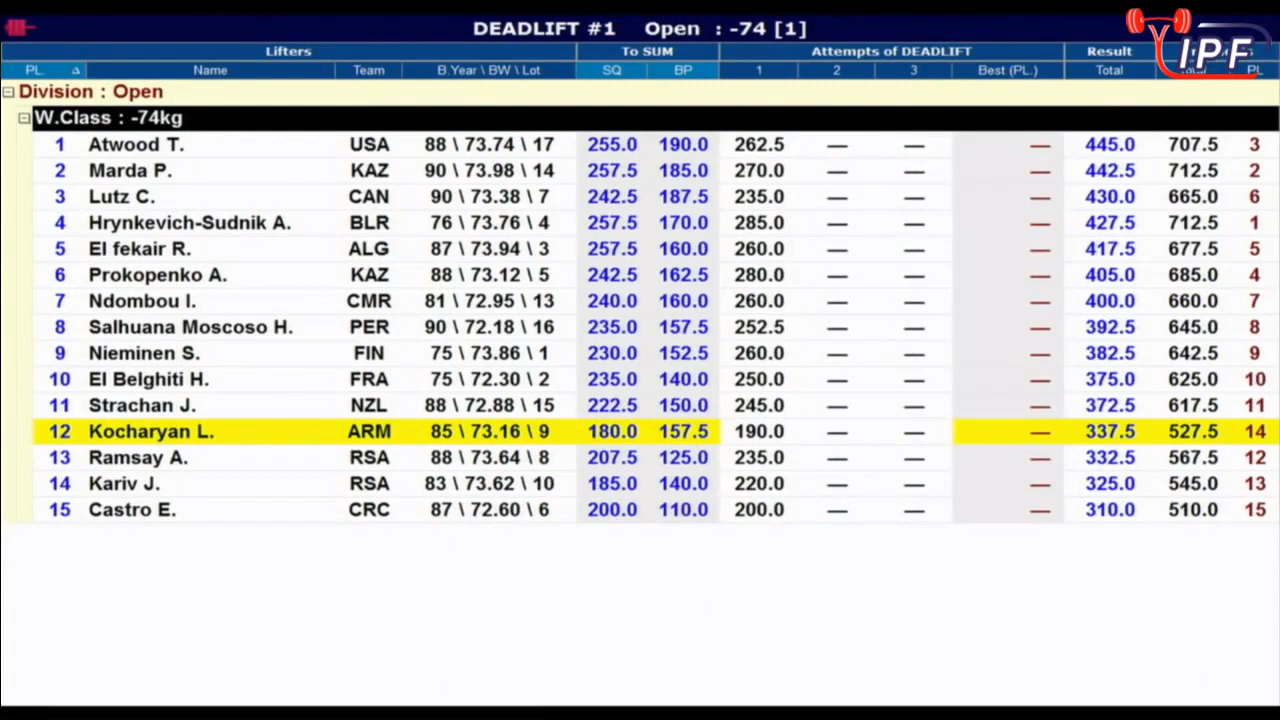 DEADLIFT #1 Open : -74 [1]
IPF
Lifters To SUM Attempts of DEADLIFT Result
PL. Name Team B.Year \ BW \ Lot SQ BP 1 2 3 Best (PL.) Total PL
Division : Open
W.Class : -74kg
1 Atwood T. USA 88 \ 73.74 \ 17 255.0 190.0 262.5 — — — 445.0 707.5 3
2 Marda P. KAZ 90 \ 73.98 \ 14 257.5 185.0 270.0 — — — 442.5 712.5 2
3 Lutz C. CAN 90 \ 73.38 \ 7 242.5 187.5 235.0 — — — 430.0 665.0 6
4 Hrynkevich-Sudnik A. BLR 76 \ 73.76 \ 4 257.5 170.0 285.0 — — — 427.5 712.5 1
5 El fekair R. ALG 87 \ 73.94 \ 3 257.5 160.0 260.0 — — — 417.5 677.5 5
6 Prokopenko A. KAZ 88 \ 73.12 \ 5 242.5 162.5 280.0 — — — 405.0 685.0 4
7 Ndombou I. CMR 81 \ 72.95 \ 13 240.0 160.0 260.0 — — — 400.0 660.0 7
8 Salhuana Moscoso H. PER 90 \ 72.18 \ 16 235.0 157.5 252.5 — — — 392.5 645.0 8
9 Nieminen S. FIN 75 \ 73.86 \ 1 230.0 152.5 260.0 — — — 382.5 642.5 9
10 El Belghiti H. FRA 75 \ 72.30 \ 2 235.0 140.0 250.0 — — — 375.0 625.0 10
11 Strachan J. NZL 88 \ 72.88 \ 15 222.5 150.0 245.0 — — — 372.5 617.5 11
12 Kocharyan L. ARM 85 \ 73.16 \ 9 180.0 157.5 190.0 — — — 337.5 527.5 14
13 Ramsay A. RSA 88 \ 73.64 \ 8 207.5 125.0 235.0 — — — 332.5 567.5 12
14 Kariv J. RSA 83 \ 73.62 \ 10 185.0 140.0 220.0 — — — 325.0 545.0 13
15 Castro E. CRC 87 \ 72.60 \ 6 200.0 110.0 200.0 — — — 310.0 510.0 15